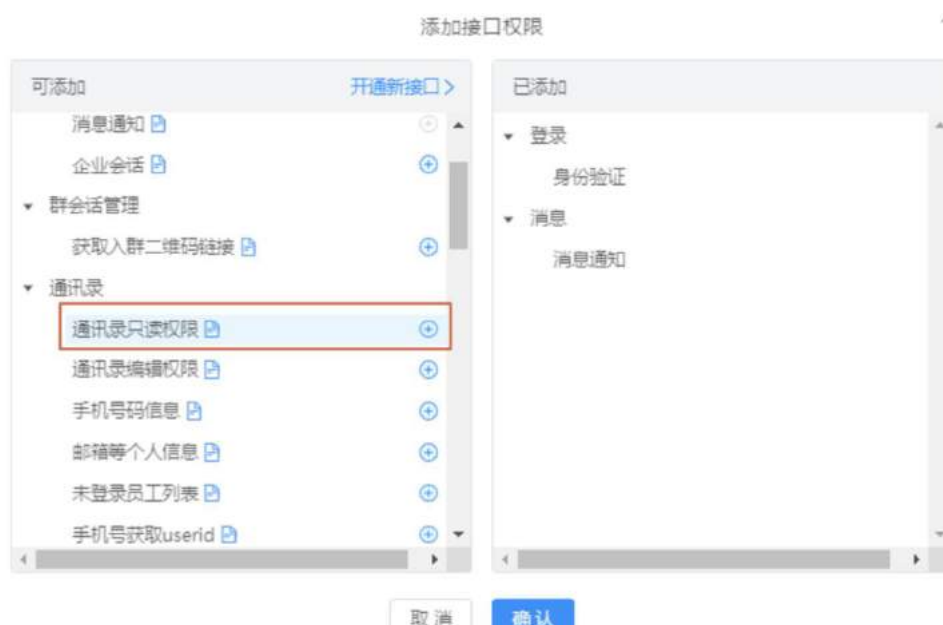 添加接口权限
可添加
开通新接口>
消息通知
企业会话
群会话管理
获取入群二维码链接
通讯录
通讯录只读权限
通讯录编辑权限
手机号码信息
邮箱等个人信息
未登录员工列表
手机号获取userid
已添加
登录
身份验证
消息
消息通知
取消
确认